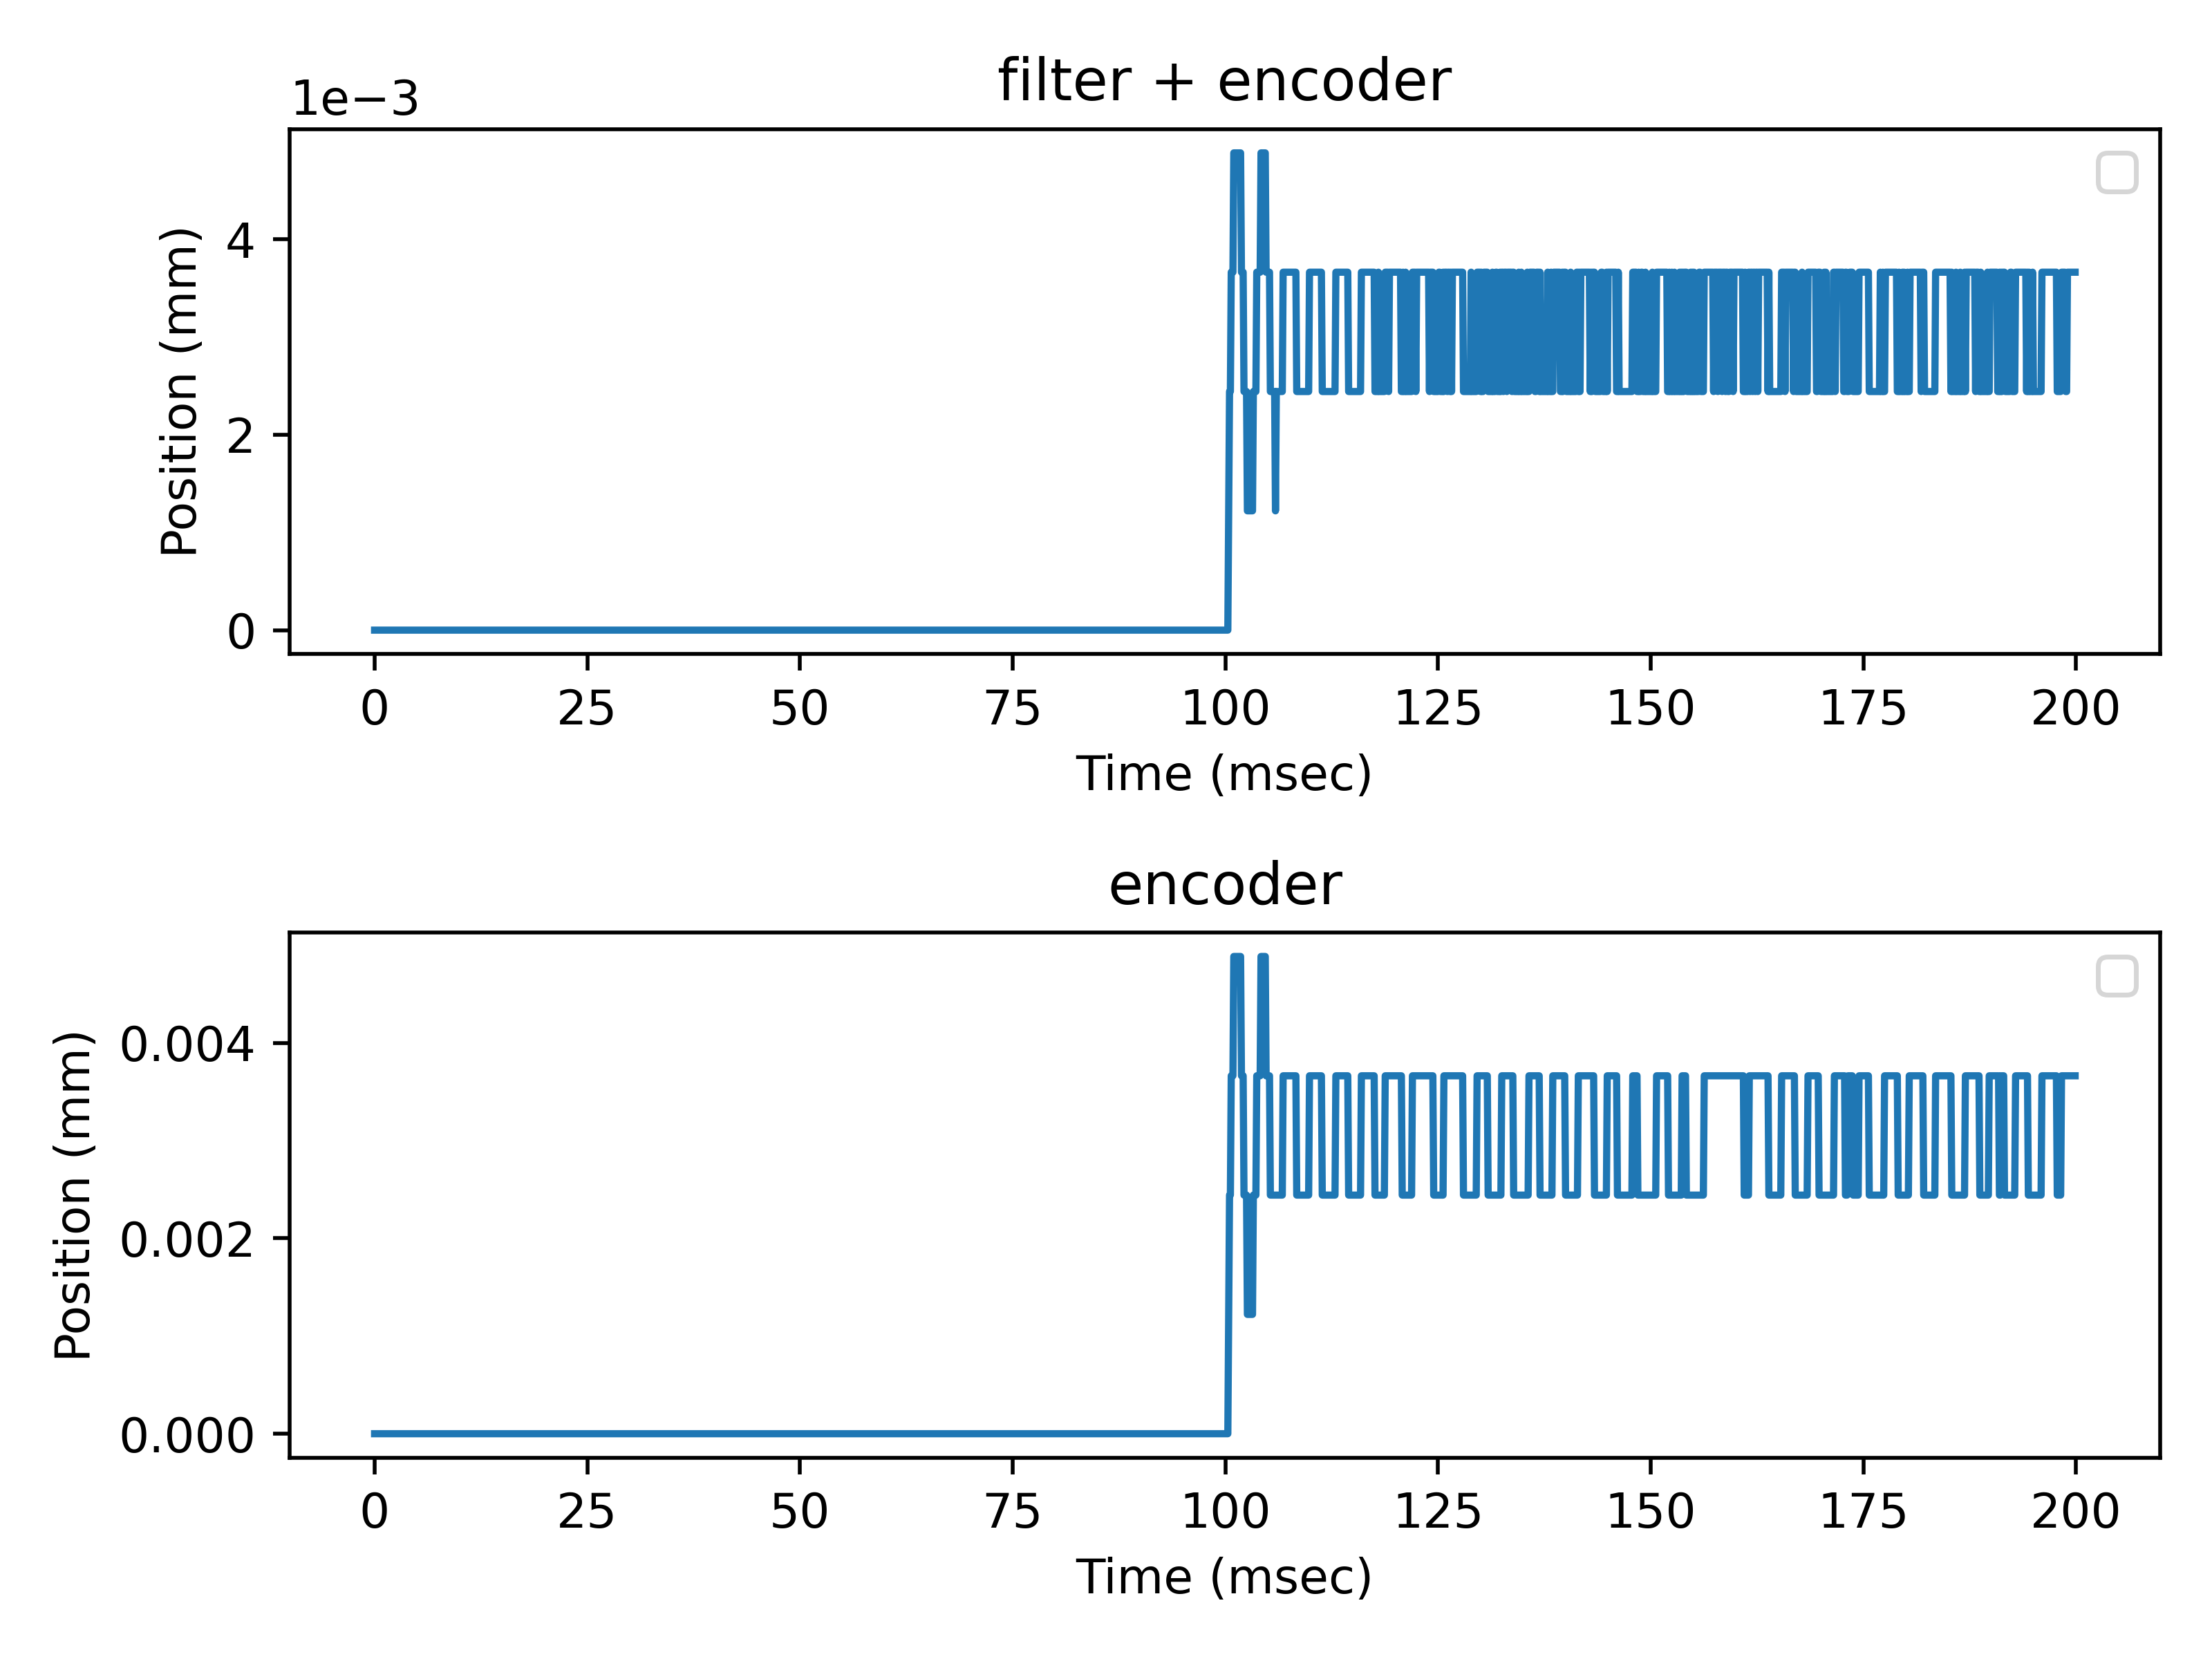 filter + encoder
1e−3
Position (mm)
4
2
0
0 25 50 75 100 125 150 175 200
Time (msec)
encoder
Position (mm)
0.004
0.002
0.000
0 25 50 75 100 125 150 175 200
Time (msec)